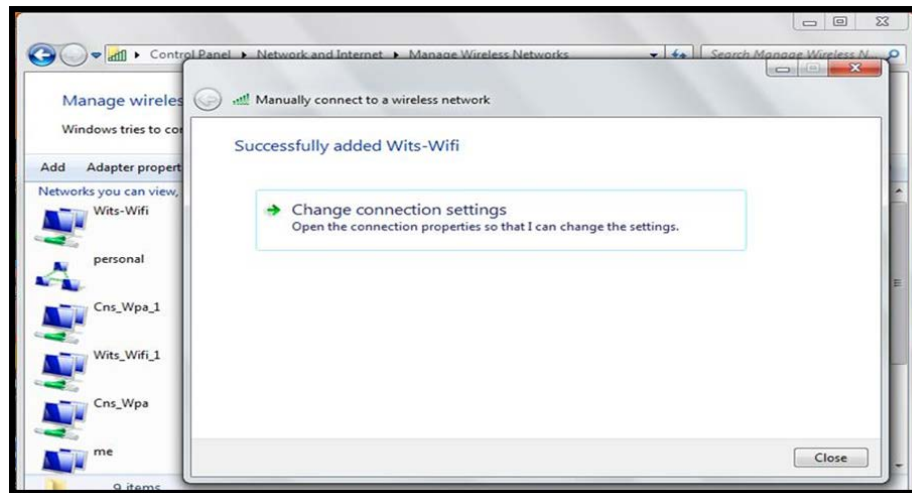 Control Panel ▸ Network and Internet ▸ Manage Wireless Networks
Search Manage Wireless N
Manage wireles
Windows tries to co
Add Adapter propert
Networks you can view,
Wits-Wifi
personal
Cns_Wpa_1
Wits_Wifi_1
Cns_Wpa
me
9 items
Manually connect to a wireless network
Successfully added Wits-Wifi
Change connection settings
Open the connection properties so that I can change the settings.
Close